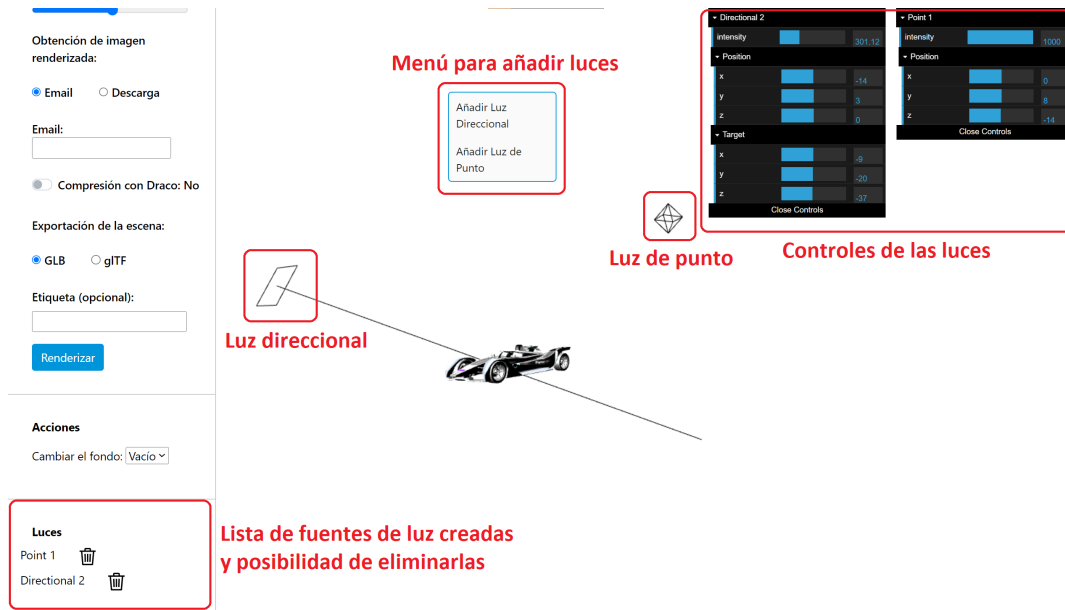 Obtención de imagen
renderizada:
Email
Descarga
Email:
Compresión con Draco: No
Exportación de la escena:
GLB
glTF
Etiqueta (opcional):
Renderizar
Acciones
Cambiar el fondo: Vacío
Luces
Point 1
Directional 2
Lista de fuentes de luz creadas
y posibilidad de eliminarlas
Menú para añadir luces
Añadir Luz
Direccional
Añadir Luz de
Punto
Luz direccional
Luz de punto
Directional 2
intensity 301.12
Position
x -14
y 3
z 0
Target
x -9
y -20
z -37
Close Controls
Point 1
intensity 1000
Position
x 0
y 8
z -14
Close Controls
Controles de las luces